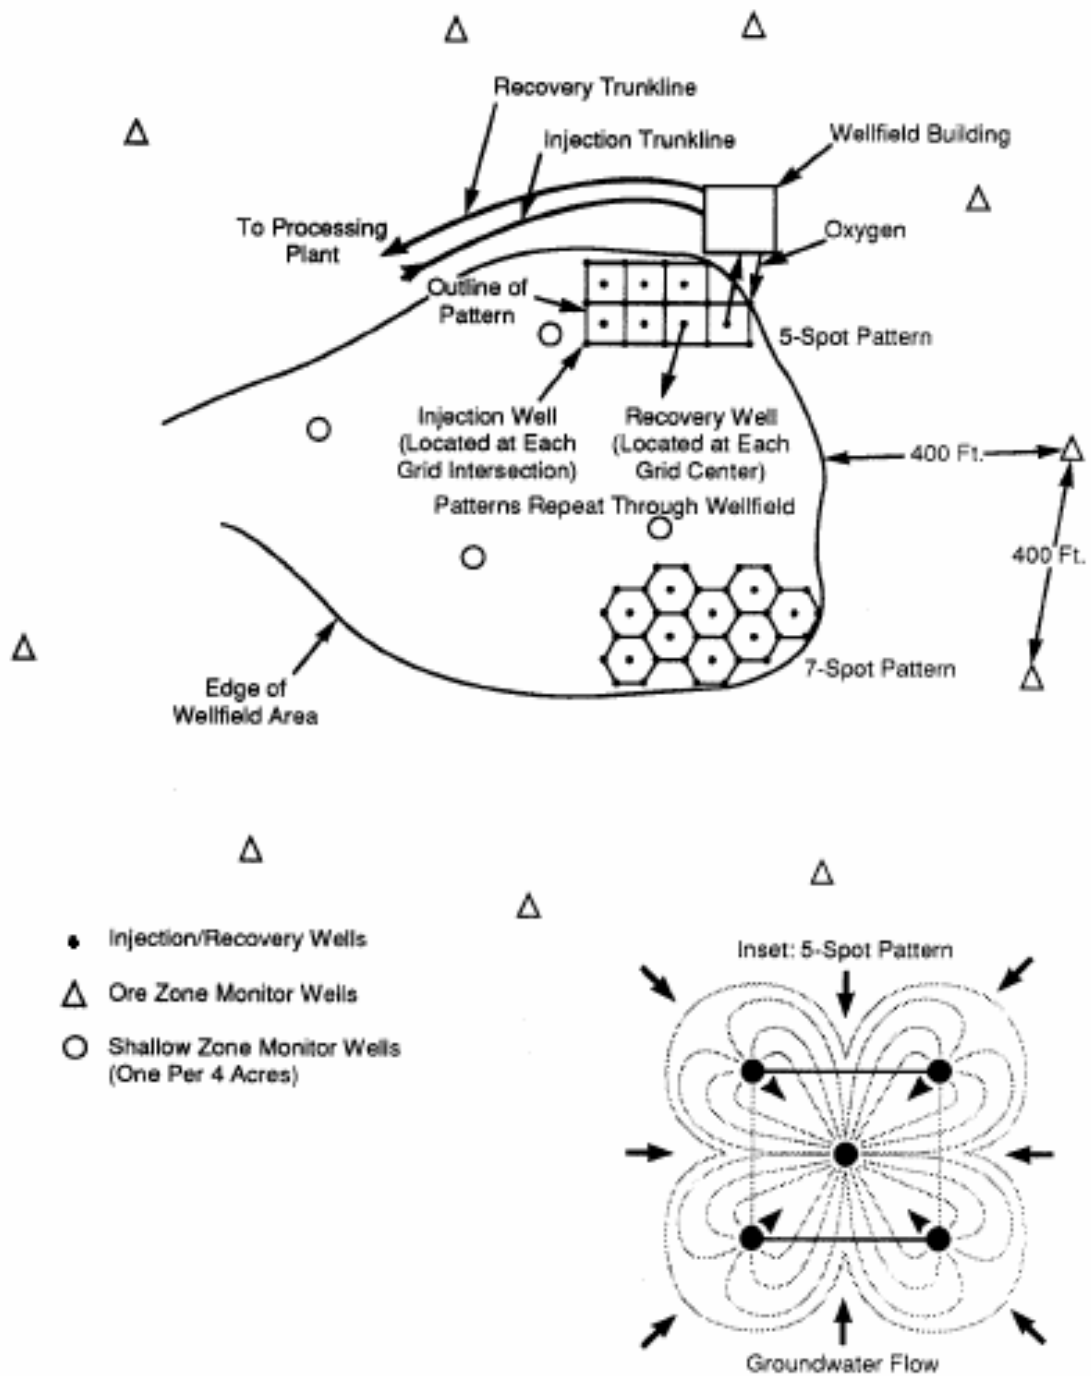 Recovery Trunkline
Injection Trunkline
Wellfield Building
To Processing
Plant
Oxygen
Outline of
Pattern
5-Spot Pattern
Injection Well
(Located at Each
Grid Intersection)
Recovery Well
(Located at Each
Grid Center)
400 Ft.
Patterns Repeat Through Wellfield
400 Ft.
7-Spot Pattern
Edge of
Wellfield Area
Injection/Recovery Wells
Ore Zone Monitor Wells
Shallow Zone Monitor Wells
(One Per 4 Acres)
Inset: 5-Spot Pattern
Groundwater Flow